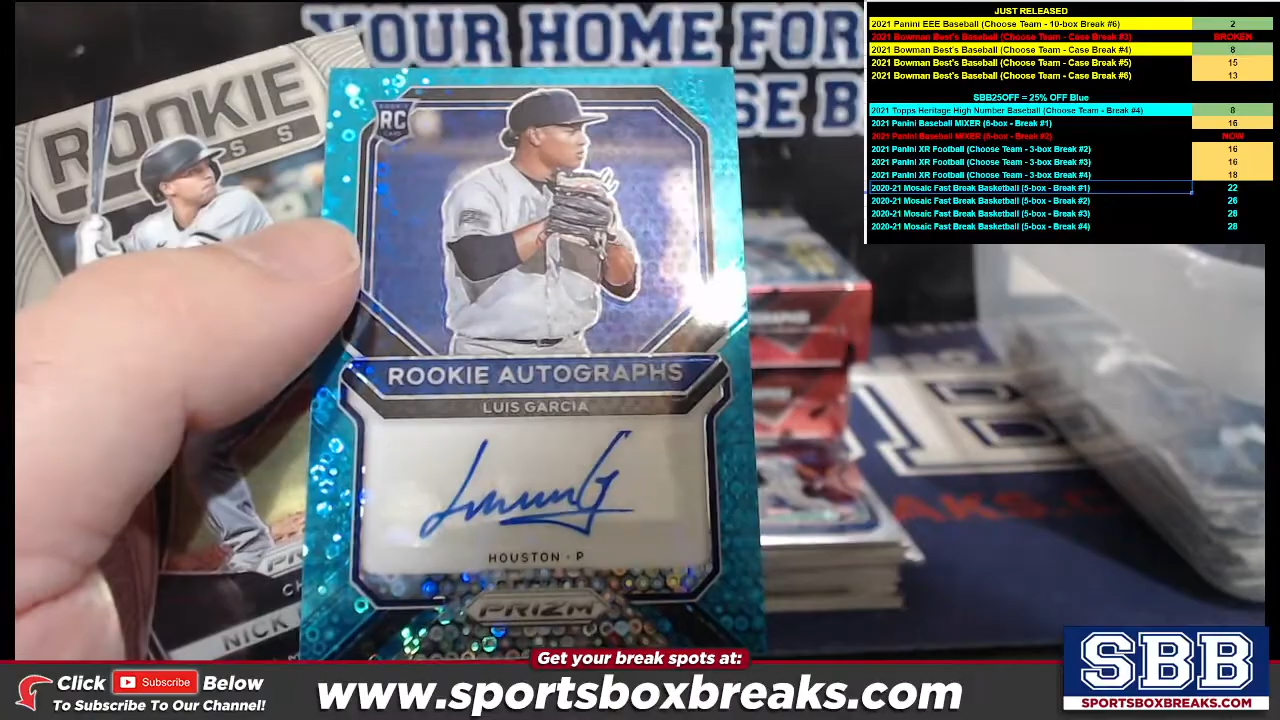 YOUR HOME FOR
SE B
JUST RELEASED
2021 Panini EEE Baseball (Choose Team - 10-box Break #6) 2
2021 Bowman Best's Baseball (Choose Team - Case Break #3) BROKEN
2021 Bowman Best's Baseball (Choose Team - Case Break #4) 8
2021 Bowman Best's Baseball (Choose Team - Case Break #5) 15
2021 Bowman Best's Baseball (Choose Team - Case Break #6) 13
SBB25OFF = 25% OFF Blue
2021 Topps Heritage High Number Baseball (Choose Team - Break #4) 8
2021 Panini Baseball MIXER (6-box - Break #1) 16
2021 Panini Baseball MIXER (6-box - Break #2) NOW
2021 Panini XR Football (Choose Team - 3-box Break #2) 16
2021 Panini XR Football (Choose Team - 3-box Break #3) 16
2021 Panini XR Football (Choose Team - 3-box Break #4) 18
2020-21 Mosaic Fast Break Basketball (5-box - Break #1) 22
2020-21 Mosaic Fast Break Basketball (5-box - Break #2) 26
2020-21 Mosaic Fast Break Basketball (5-box - Break #3) 28
2020-21 Mosaic Fast Break Basketball (5-box - Break #4) 28
ROOKIE
ROOKIE
RC
CARD
ROOKIE AUTOGRAPHS
LUIS GARCIA
HOUSTON - P
PRIZM
CH
NICK
AKS.C
Get your break spots at:
Click Subscribe Below
To Subscribe To Our Channel!
www.sportsboxbreaks.com
SBB
SPORTSBOXBREAKS.COM